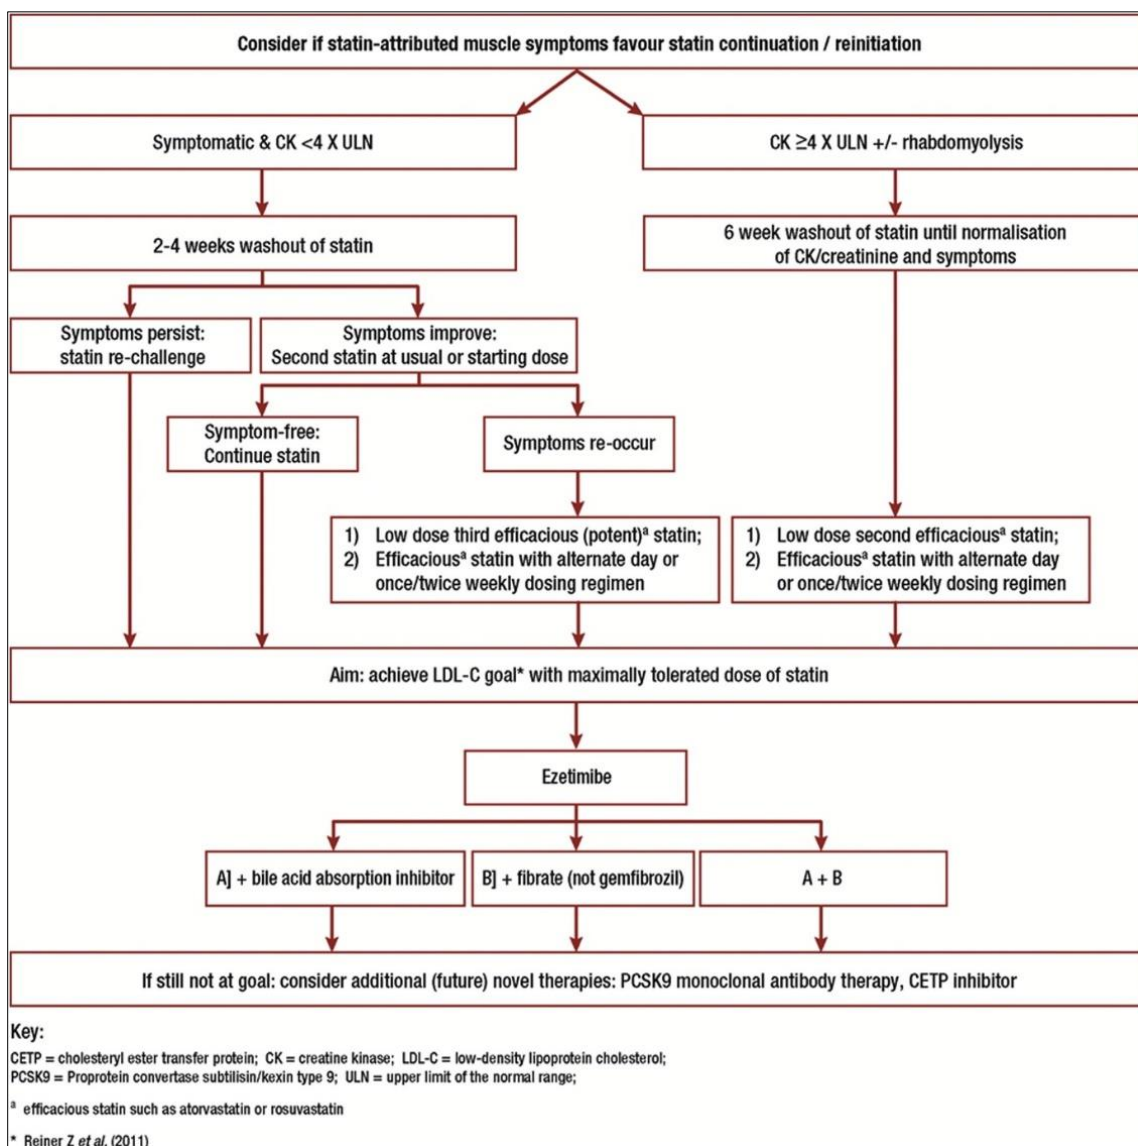 Consider if statin-attributed muscle symptoms favour statin continuation / reinitiation
Symptomatic & CK <4 X ULN
CK ≥4 X ULN +/- rhabdomyolysis
2-4 weeks washout of statin
6 week washout of statin until normalisation
of CK/creatinine and symptoms
Symptoms persist:
statin re-challenge
Symptoms improve:
Second statin at usual or starting dose
Symptom-free:
Continue statin
Symptoms re-occur
1) Low dose third efficacious (potent)ª statin;
2) Efficaciousª statin with alternate day or
once/twice weekly dosing regimen
1) Low dose second efficaciousª statin;
2) Efficaciousª statin with alternate day
or once/twice weekly dosing regimen
Aim: achieve LDL-C goal* with maximally tolerated dose of statin
Ezetimibe
A] + bile acid absorption inhibitor
B] + fibrate (not gemfibrozil)
A + B
If still not at goal: consider additional (future) novel therapies: PCSK9 monoclonal antibody therapy, CETP inhibitor
Key:
CETP = cholesteryl ester transfer protein; CK = creatine kinase; LDL-C = low-density lipoprotein cholesterol;
PCSK9 = Proprotein convertase subtilisin/kexin type 9; ULN = upper limit of the normal range;
ª efficacious statin such as atorvastatin or rosuvastatin
* Reiner Z et al. (2011)